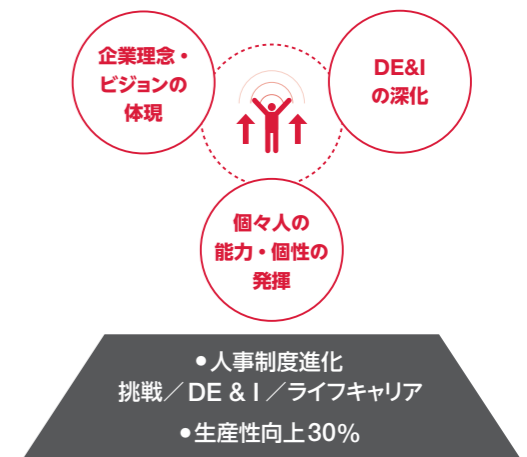 企業理念・
ビジョンの
体現
DE&I
の深化
個々人の
能力・個性の
発揮
●人事制度進化
挑戦／DE & I／ライフキャリア
●生産性向上30%